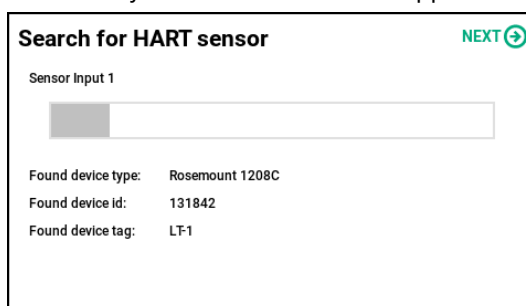 Search for HART sensor
NEXT
Sensor Input 1
Found device type: Rosemount 1208C
Found device id: 131842
Found device tag: LT-1